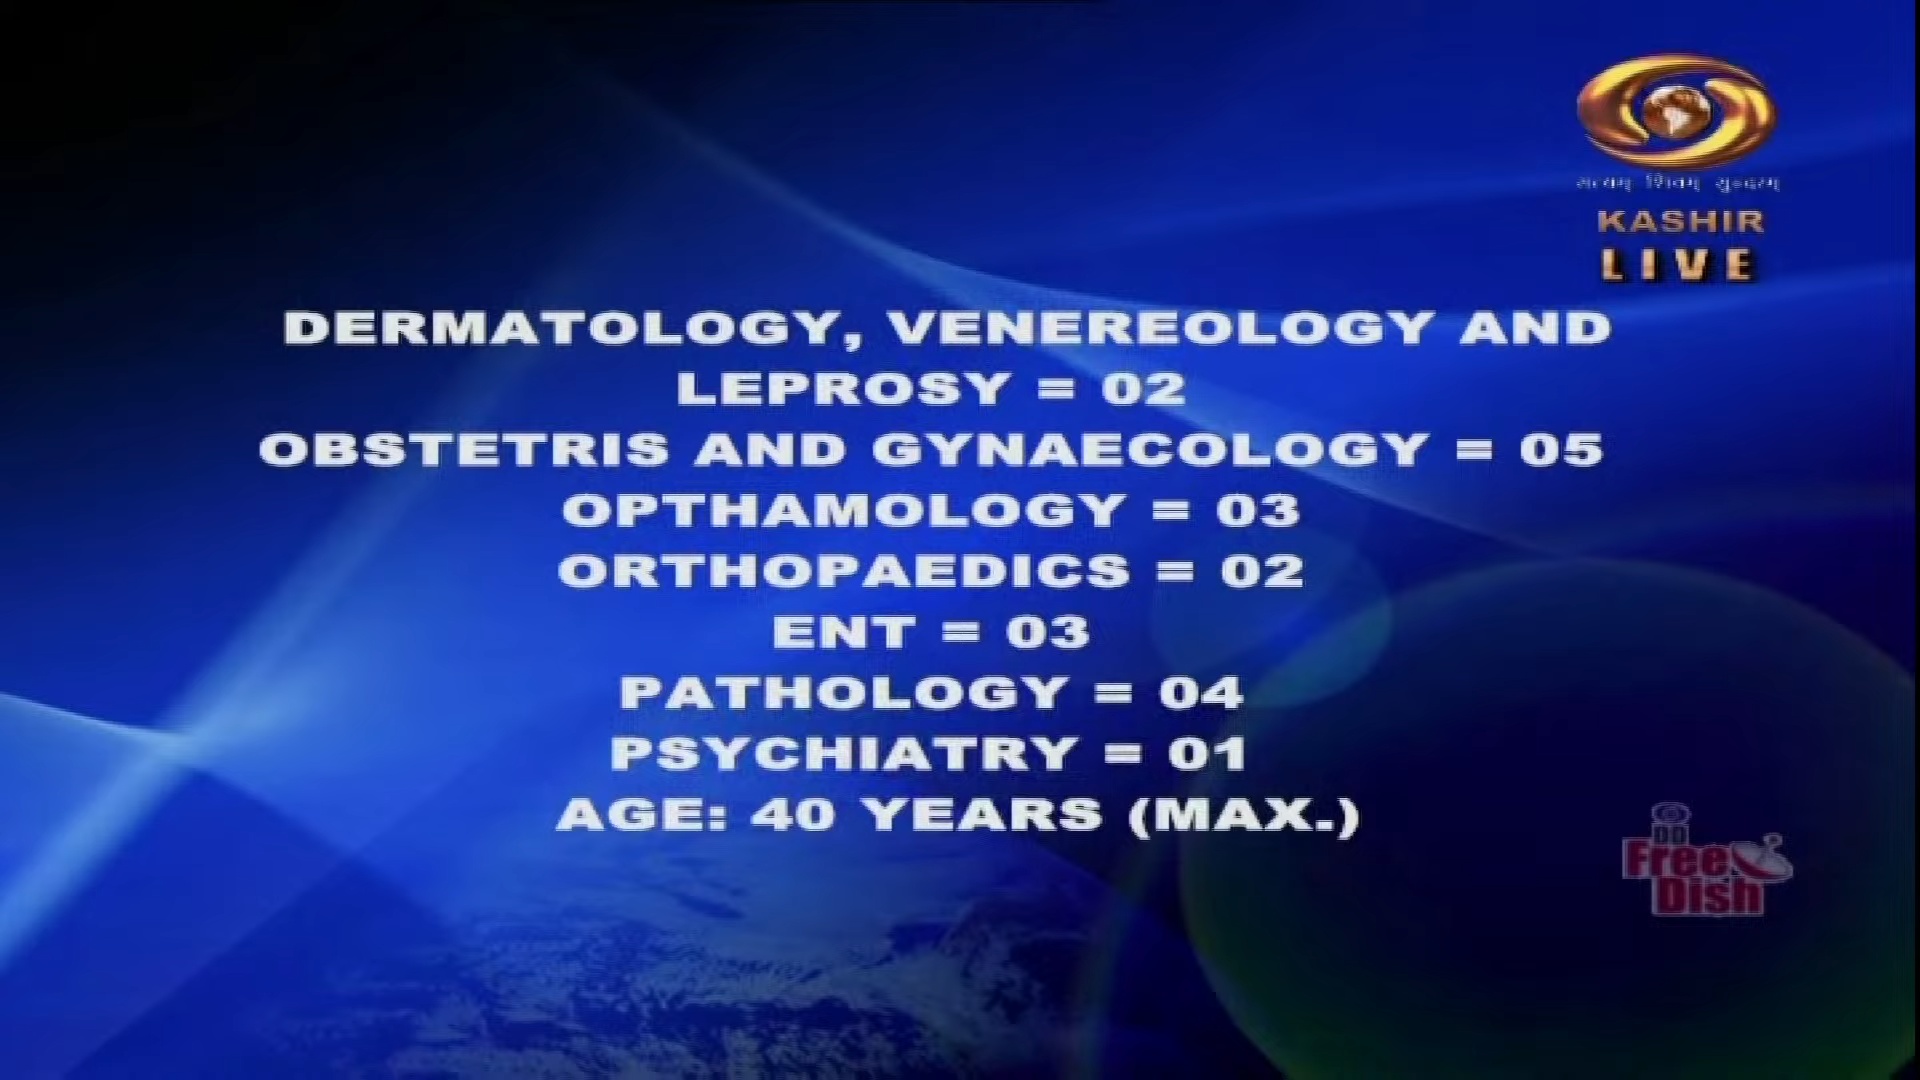 सत्यम् शिवम् सुन्दरम्
KASHIR
LIVE
DERMATOLOGY, VENEREOLOGY AND
LEPROSY = 02
OBSTETRIS AND GYNAECOLOGY = 05
OPTHAMOLOGY = 03
ORTHOPAEDICS = 02
ENT = 03
PATHOLOGY = 04
PSYCHIATRY = 01
AGE: 40 YEARS (MAX.)
DD
Free
Dish